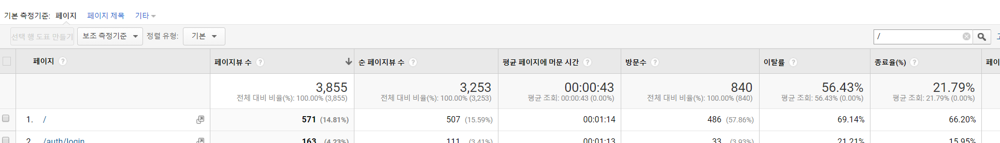 기본 측정기준: 페이지 페이지 제목 기타
선택 행 도표 만들기 보조 측정기준 정렬 유형: 기본 /
페이지 ? 페이지뷰 수 ? 순 페이지뷰 수 ? 평균 페이지에 머문 시간 ? 방문수 ? 이탈률 ? 종료율(%) ? 페이
3,855 3,253 00:00:43 840 56.43% 21.79%
전체 대비 비율(%): 100.00% (3,855) 전체 대비 비율(%): 100.00% (3,253) 평균 조회: 00:00:43 (0.00%) 전체 대비 비율(%): 100.00% (840) 평균 조회: 56.43% (0.00%) 평균 조회: 21.79% (0.00%)
1. / 571 (14.81%) 507 (15.59%) 00:01:14 486 (57.86%) 69.14% 66.20%
2. /auth/login 163 (4.23%) 111 (3.41%) 00:01:13 33 (3.93%) 21.21% 15.95%